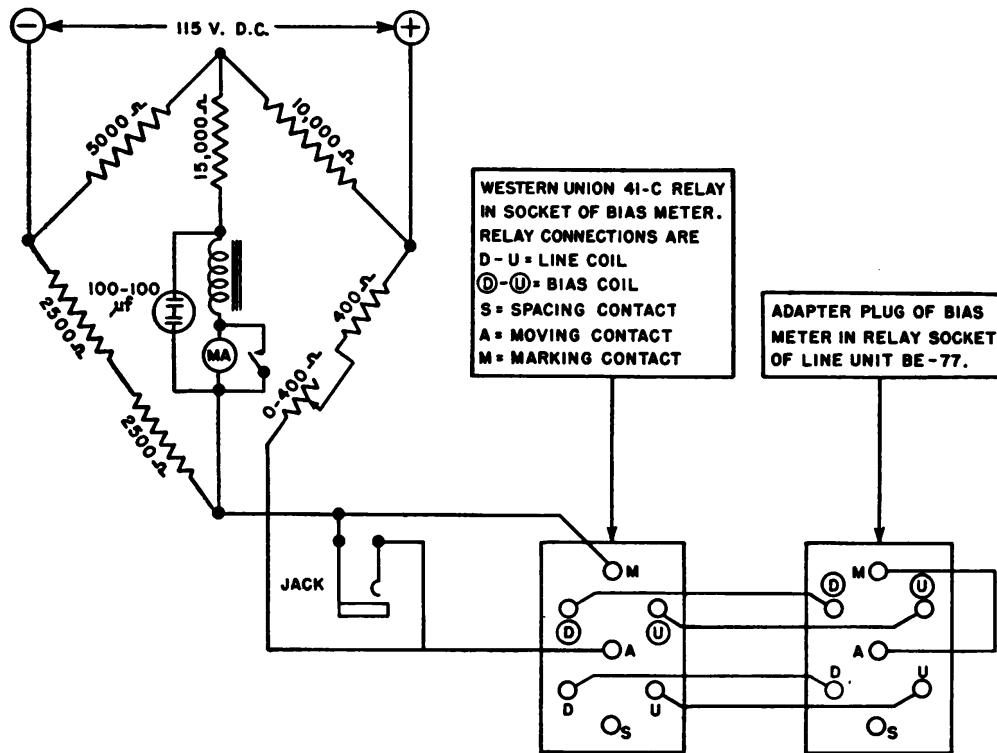 − 115 V. D.C. +
5000 Ω
15,000 Ω
10,000 Ω
100-100
μf
MA
2500 Ω
2500 Ω
400 Ω
0-400 Ω
JACK
WESTERN UNION 41-C RELAY
IN SOCKET OF BIAS METER.
RELAY CONNECTIONS ARE
D-U = LINE COIL
Ⓓ-Ⓤ = BIAS COIL
S = SPACING CONTACT
A = MOVING CONTACT
M = MARKING CONTACT
ADAPTER PLUG OF BIAS
METER IN RELAY SOCKET
OF LINE UNIT BE-77.
M
Ⓓ Ⓤ
A
D U
S
M
Ⓓ Ⓤ
A
D U
S